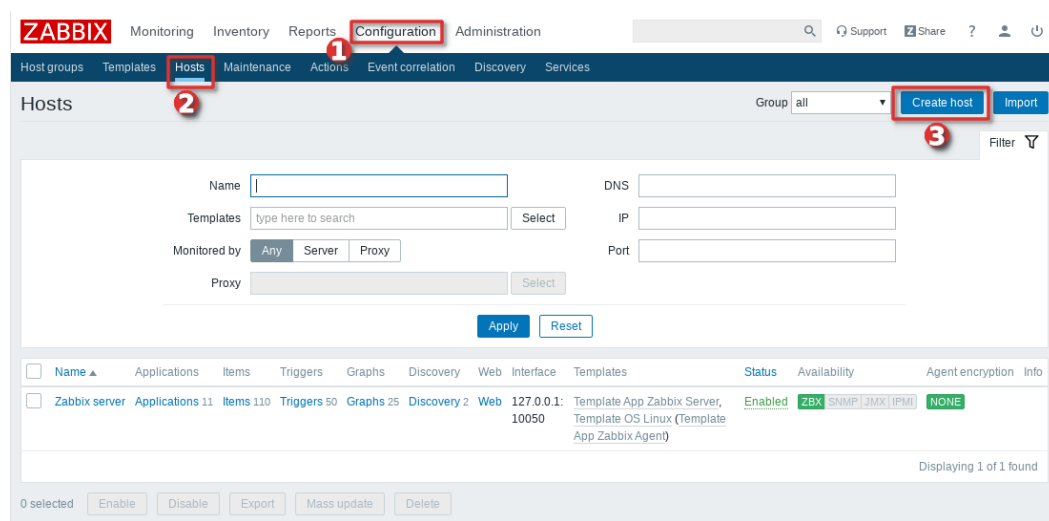 ZABBIX Monitoring Inventory Reports Configuration Administration Support Z Share ?
1
Host groups Templates Hosts Maintenance Actions Event correlation Discovery Services
2
Hosts Group all Create host Import
3
Filter
Name DNS
Templates type here to search Select IP
Monitored by Any Server Proxy Port
Proxy Select
Apply Reset
Name Applications Items Triggers Graphs Discovery Web Interface Templates Status Availability Agent encryption Info
Zabbix server Applications 11 Items 110 Triggers 50 Graphs 25 Discovery 2 Web 127.0.0.1: Template App Zabbix Server, Enabled ZBX SNMP JMX IPMI NONE
10050 Template OS Linux (Template
App Zabbix Agent)
Displaying 1 of 1 found
0 selected Enable Disable Export Mass update Delete